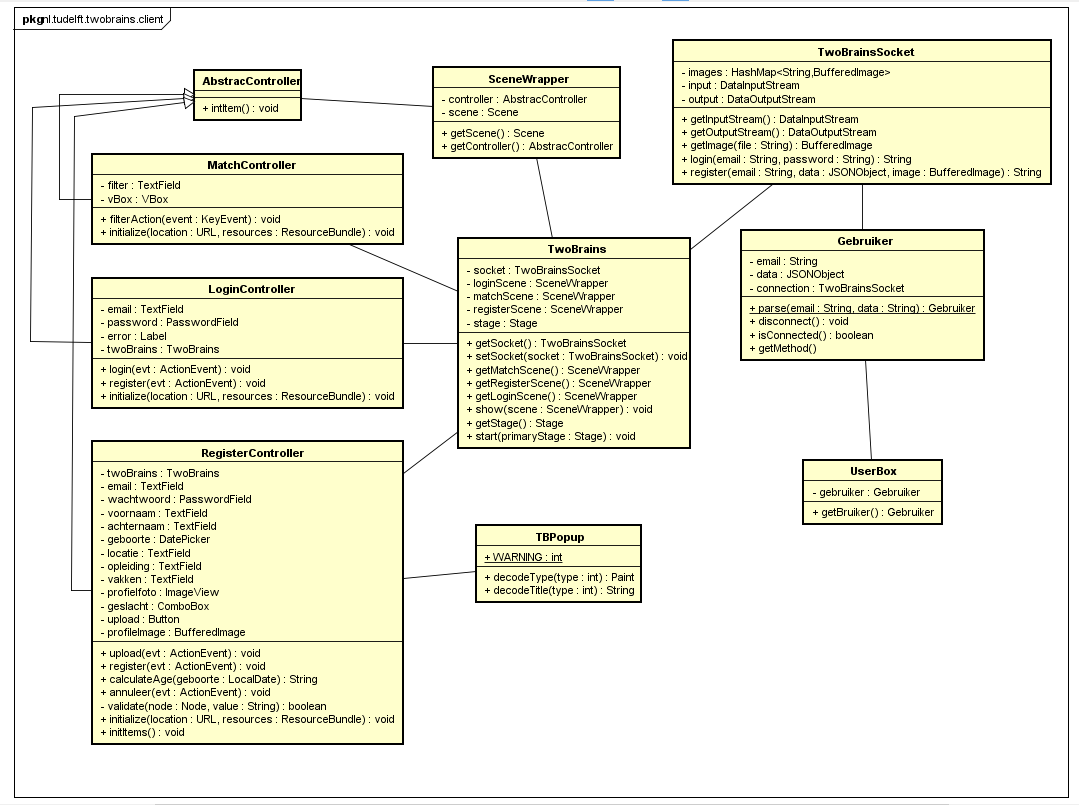 pkg nl.tudelft.twobrains.client
AbstracController
+ intItem() : void
SceneWrapper
- controller : AbstracController
- scene : Scene
+ getScene() : Scene
+ getController() : AbstracController
TwoBrainsSocket
- images : HashMap<String,BufferedImage>
- input : DataInputStream
- output : DataOutputStream
+ getInputStream() : DataInputStream
+ getOutputStream() : DataOutputStream
+ getImage(file : String) : BufferedImage
+ login(email : String, password : String) : String
+ register(email : String, data : JSONObject, image : BufferedImage) : String
MatchController
- filter : TextField
- vBox : VBox
+ filterAction(event : KeyEvent) : void
+ initialize(location : URL, resources : ResourceBundle) : void
LoginController
- email : TextField
- password : PasswordField
- error : Label
- twoBrains : TwoBrains
+ login(evt : ActionEvent) : void
+ register(evt : ActionEvent) : void
+ initialize(location : URL, resources : ResourceBundle) : void
TwoBrains
- socket : TwoBrainsSocket
- loginScene : SceneWrapper
- matchScene : SceneWrapper
- registerScene : SceneWrapper
- stage : Stage
+ getSocket() : TwoBrainsSocket
+ setSocket(socket : TwoBrainsSocket) : void
+ getMatchScene() : SceneWrapper
+ getRegisterScene() : SceneWrapper
+ getLoginScene() : SceneWrapper
+ show(scene : SceneWrapper) : void
+ getStage() : Stage
+ start(primaryStage : Stage) : void
Gebruiker
- email : String
- data : JSONObject
- connection : TwoBrainsSocket
+ parse(email : String, data : String) : Gebruiker
+ disconnect() : void
+ isConnected() : boolean
+ getMethod()
RegisterController
- twoBrains : TwoBrains
- email : TextField
- wachtwoord : PasswordField
- voornaam : TextField
- achternaam : TextField
- geboorte : DatePicker
- locatie : TextField
- opleiding : TextField
- vakken : TextField
- profielfoto : ImageView
- geslacht : ComboBox
- upload : Button
- profileImage : BufferedImage
+ upload(evt : ActionEvent) : void
+ register(evt : ActionEvent) : void
+ calculateAge(geboorte : LocalDate) : String
+ annuleer(evt : ActionEvent) : void
- validate(node : Node, value : String) : boolean
+ initialize(location : URL, resources : ResourceBundle) : void
+ initItems() : void
TBPopup
+ WARNING : int
+ decodeType(type : int) : Paint
+ decodeTitle(type : int) : String
UserBox
- gebruiker : Gebruiker
+ getBruiker() : Gebruiker